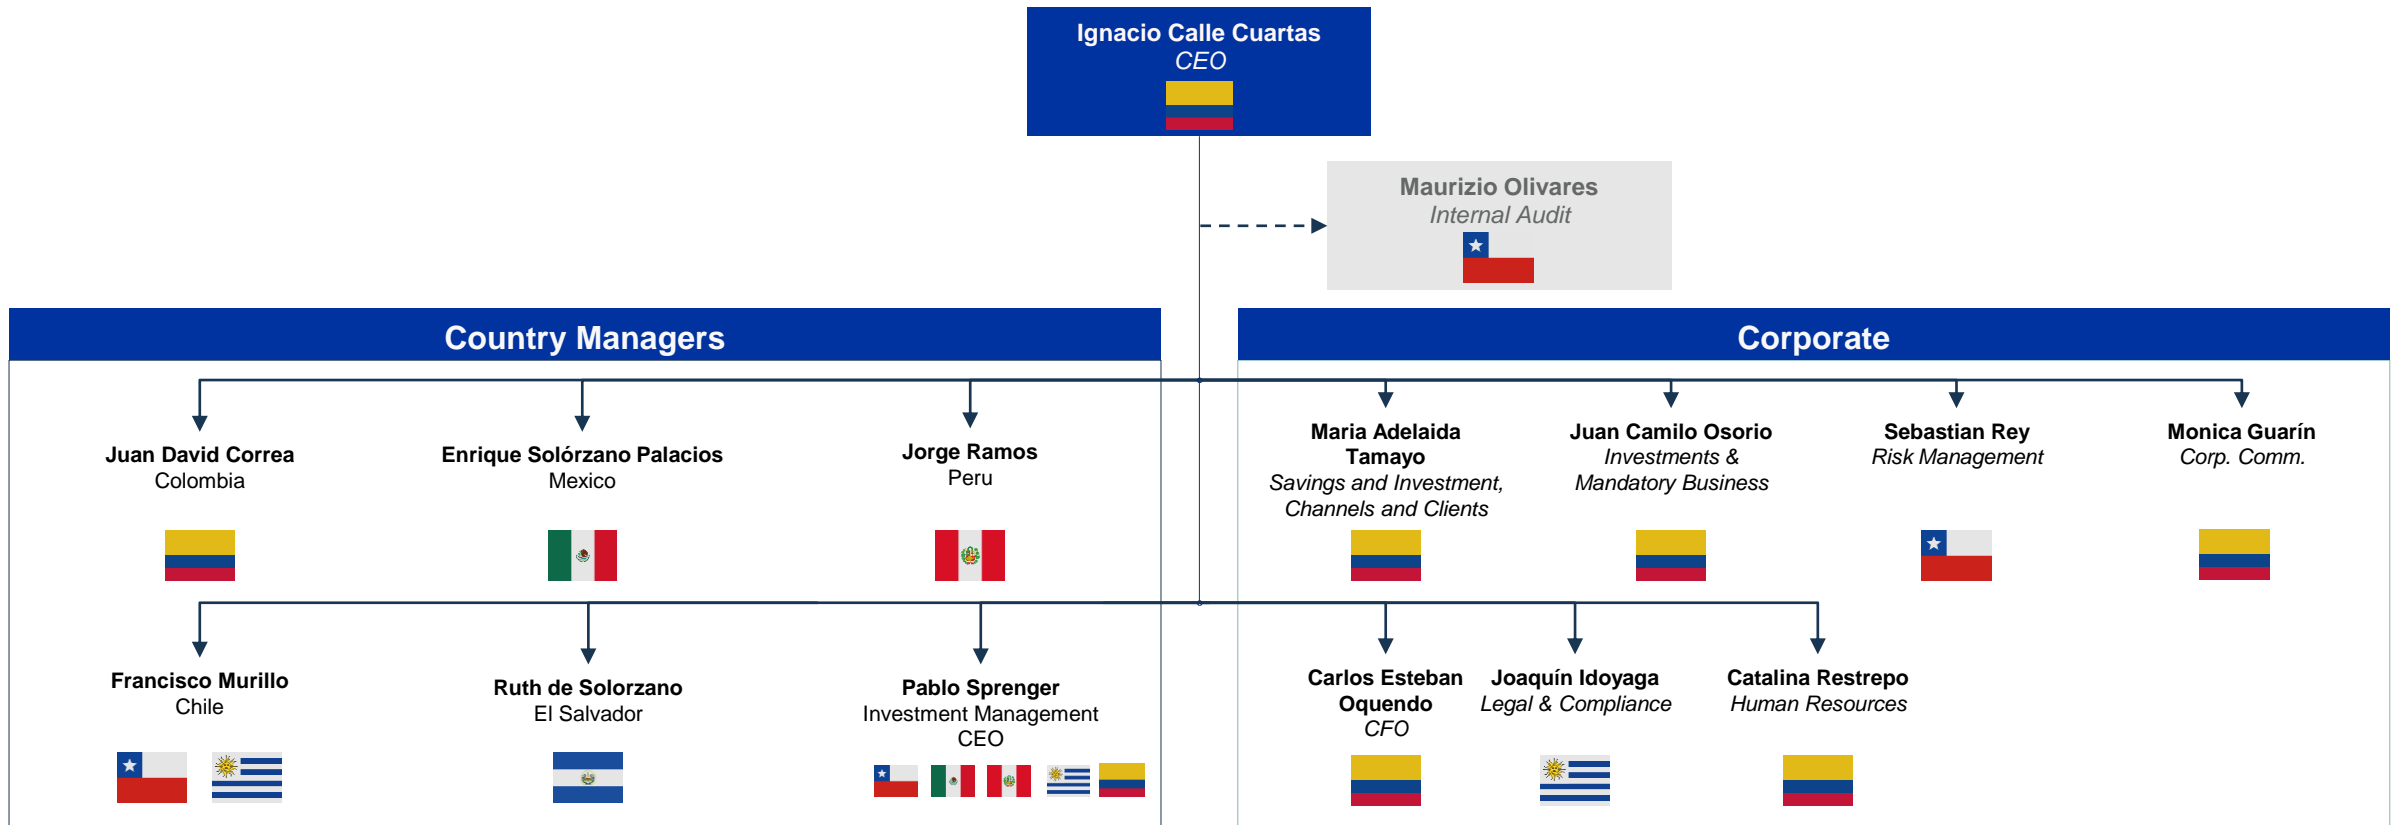 Ignacio Calle Cuartas
CEO
Maurizio Olivares
Internal Audit
Country Managers
Juan David Correa
Colombia
Enrique Solórzano Palacios
Mexico
Jorge Ramos
Peru
Francisco Murillo
Chile
Ruth de Solorzano
El Salvador
Pablo Sprenger
Investment Management
CEO
Corporate
Maria Adelaida
Tamayo
Savings and Investment,
Channels and Clients
Juan Camilo Osorio
Investments &
Mandatory Business
Sebastian Rey
Risk Management
Monica Guarín
Corp. Comm.
Carlos Esteban
Oquendo
CFO
Joaquín Idoyaga
Legal & Compliance
Catalina Restrepo
Human Resources